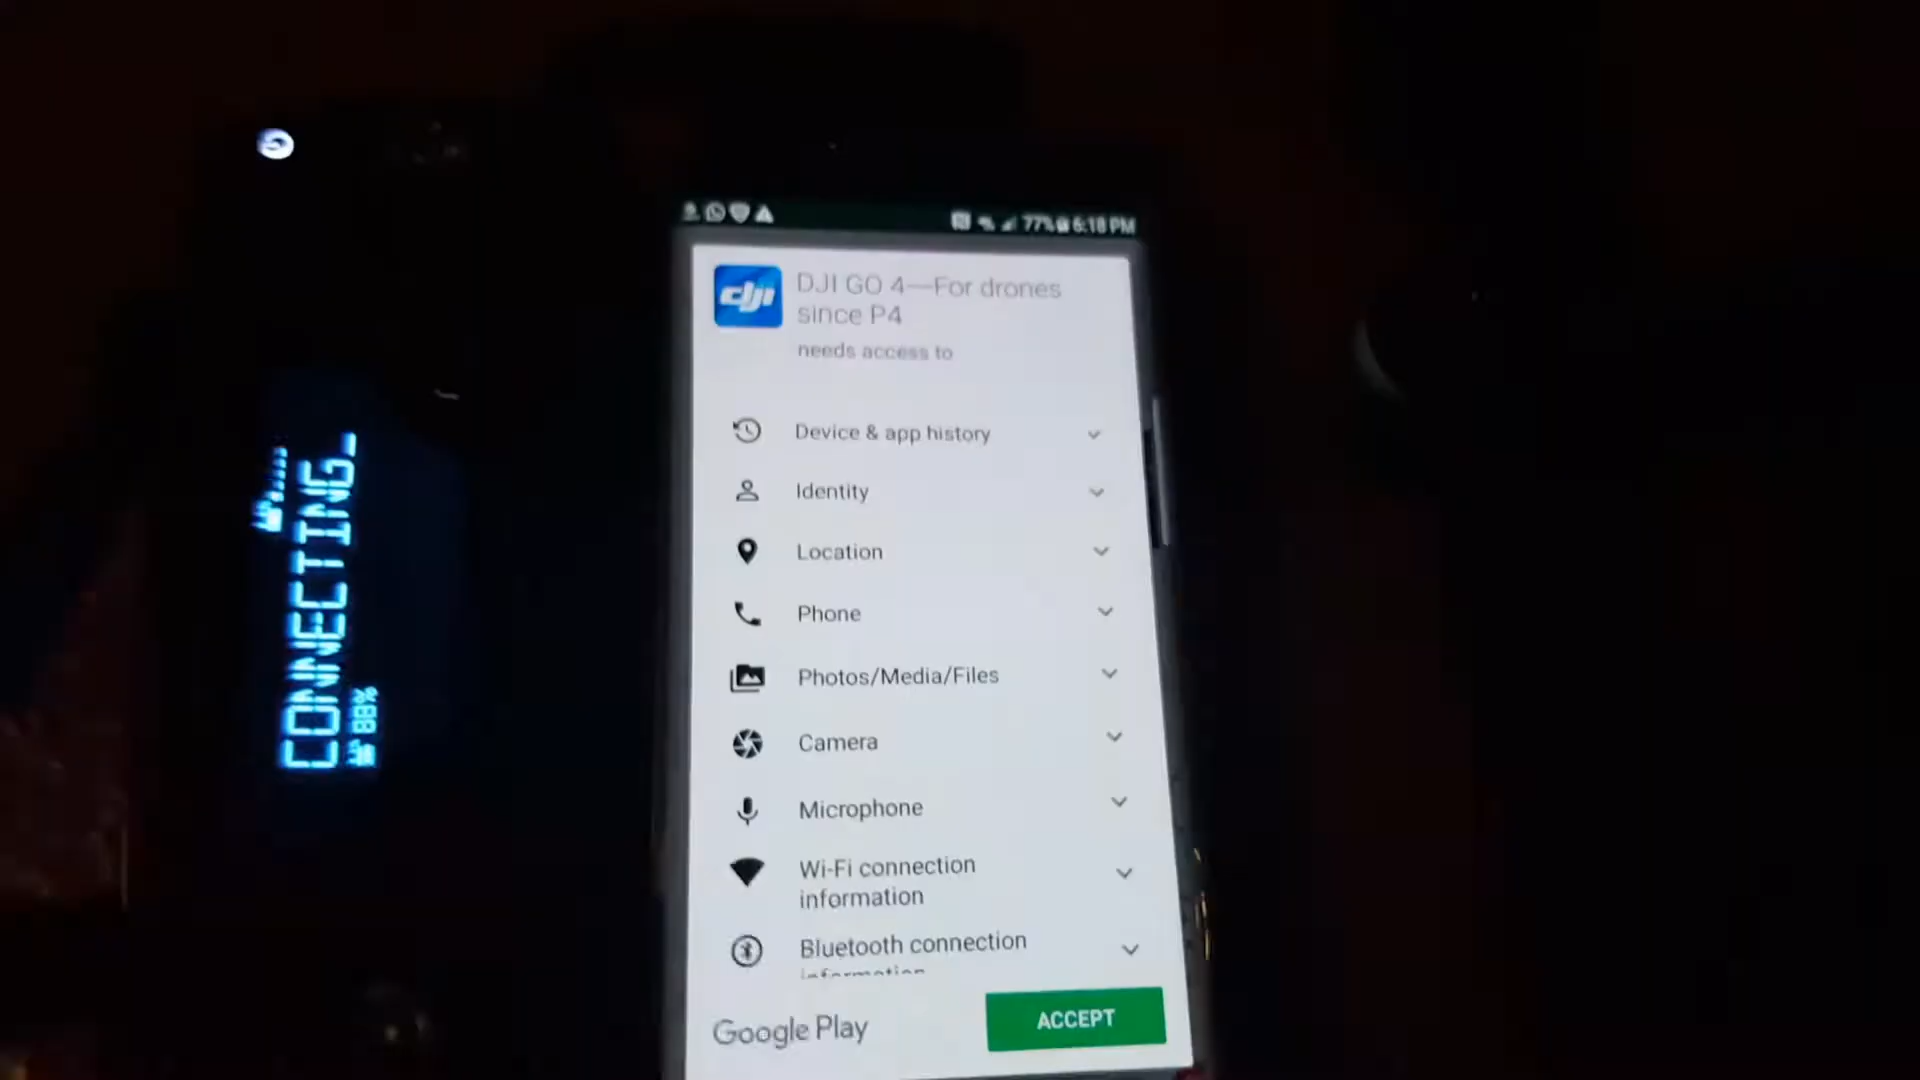 77% 6:18 PM
dji
DJI GO 4—For drones
since P4
needs access to
Device & app history
Identity
Location
Phone
Photos/Media/Files
Camera
Microphone
Wi-Fi connection
information
Bluetooth connection
information
Google Play
ACCEPT
CONNECTING
88%